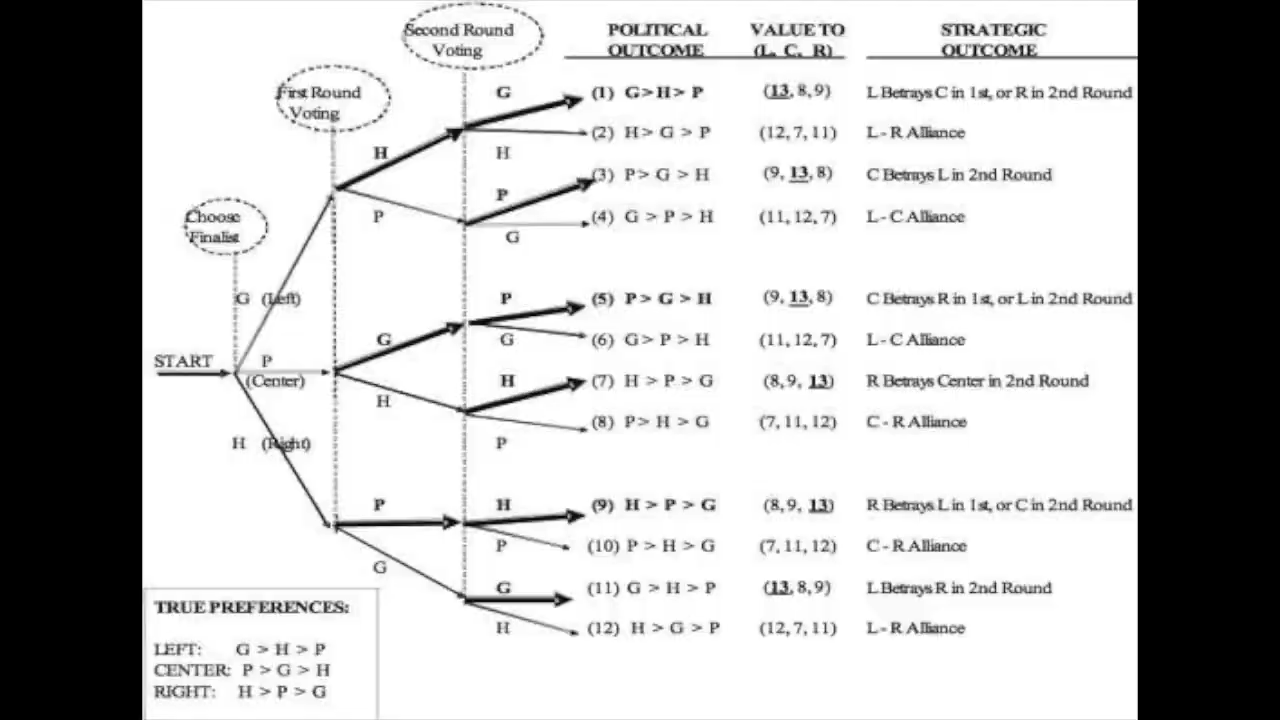 Second Round
Voting
POLITICAL
OUTCOME
VALUE TO
(L, C, R)
STRATEGIC
OUTCOME
First Round
Voting
Choose
Finalist
G
(1) G>H> P
(13, 8, 9)
L Betrays C in 1st, or R in 2nd Round
H
H
(2) H> G > P
(12, 7, 11)
L - R Alliance
P
P
(3) P> G > H
(9, 13, 8)
C Betrays L in 2nd Round
G
(4) G > P > H
(11, 12, 7)
L - C Alliance
G (Left)
G
P
(5) P > G > H
(9, 13, 8)
C Betrays R in 1st, or L in 2nd Round
G
(6) G> P > H
(11, 12, 7)
L - C Alliance
START
P
(Center)
H
H
(7) H > P > G
(8, 9, 13)
R Betrays Center in 2nd Round
P
(8) P> H > G
(7, 11, 12)
C - R Alliance
H (Right)
P
H
(9) H > P > G
(8, 9, 13)
R Betrays L in 1st, or C in 2nd Round
P
(10) P > H > G
(7, 11, 12)
C - R Alliance
G
G
(11) G > H > P
(13, 8, 9)
L Betrays R in 2nd Round
H
(12) H > G > P
(12, 7, 11)
L - R Alliance
TRUE PREFERENCES:
LEFT: G > H > P
CENTER: P > G > H
RIGHT: H > P > G